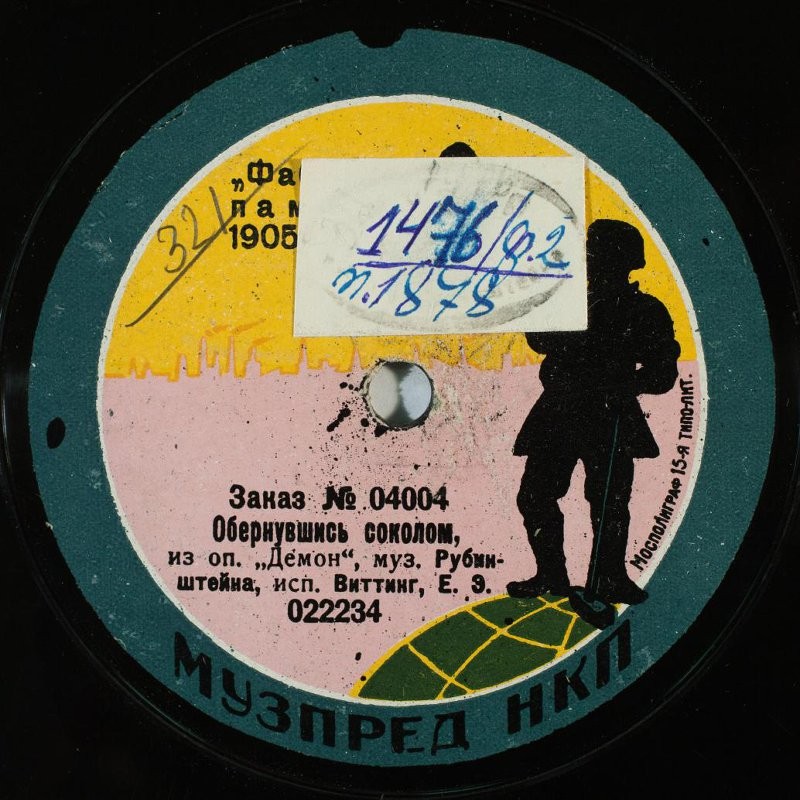 „Фа
пам
1905
321
1476/ф.2
п.1878
Заказ № 04004
Обернувшись соколом,
из оп. „Демон“, муз. Рубин-
штейна, исп. Виттинг, Е. Э.
022234
Мосполиграф 15-я типо-лит.
МУЗПРЕД НКП